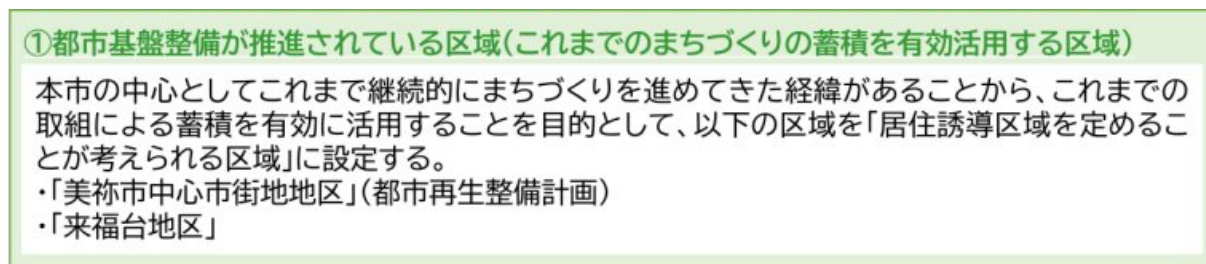 ①都市基盤整備が推進されている区域(これまでのまちづくりの蓄積を有効活用する区域)
本市の中心としてこれまで継続的にまちづくりを進めてきた経緯があることから、これまでの
取組による蓄積を有効に活用することを目的として、以下の区域を「居住誘導区域を定めるこ
とが考えられる区域」に設定する。
・「美祢市中心市街地地区」(都市再生整備計画)
・「来福台地区」